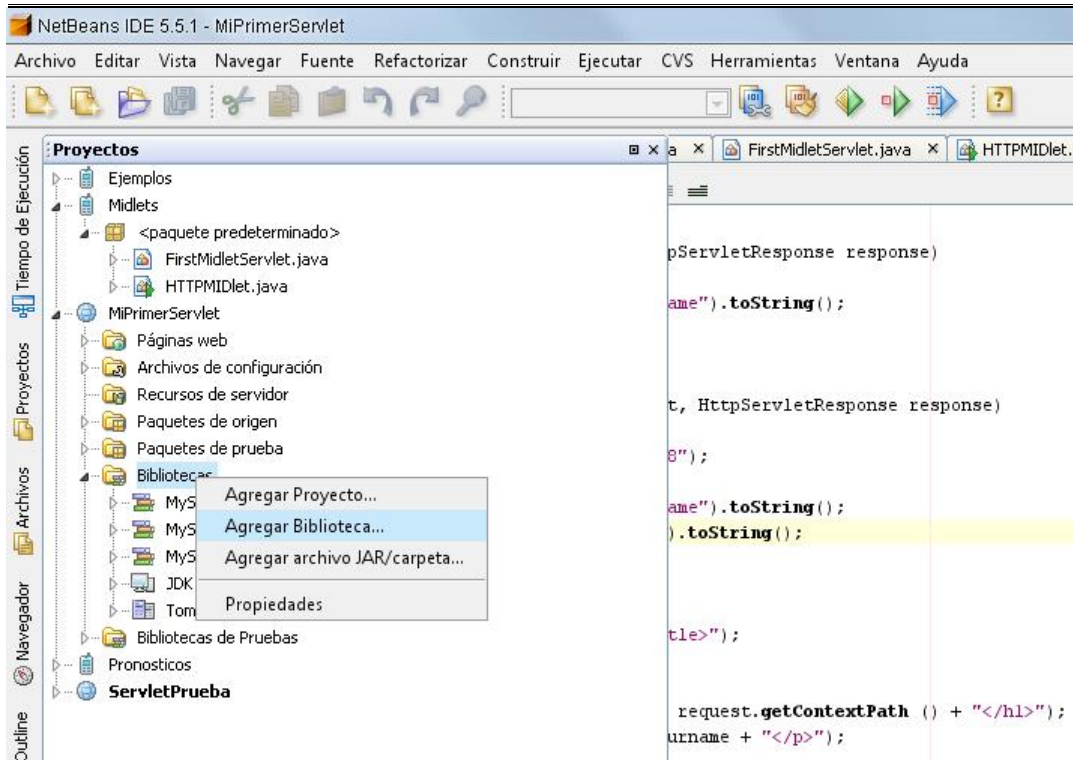 NetBeans IDE 5.5.1 - MiPrimerServlet
Archivo Editar Vista Navegar Fuente Refactorizar Construir Ejecutar CVS Herramientas Ventana Ayuda
Proyectos
Ejemplos
Midlets
<paquete predeterminado>
FirstMidletServlet.java
HTTPMIDlet.java
MiPrimerServlet
Páginas web
Archivos de configuración
Recursos de servidor
Paquetes de origen
Paquetes de prueba
Bibliotecas
MyS
MyS
MyS
JDK
Tom
Bibliotecas de Pruebas
Pronosticos
ServletPrueba
Agregar Proyecto...
Agregar Biblioteca...
Agregar archivo JAR/carpeta...
Propiedades
Tiempo de Ejecución
Proyectos
Archivos
Navegador
Outline
a FirstMidletServlet.java HTTPMIDlet.
pServletResponse response)
ame").toString();
t, HttpServletResponse response)
8");
ame").toString();
).toString();
tle>");
request.getContextPath () + "</h1>");
urname + "</p>");